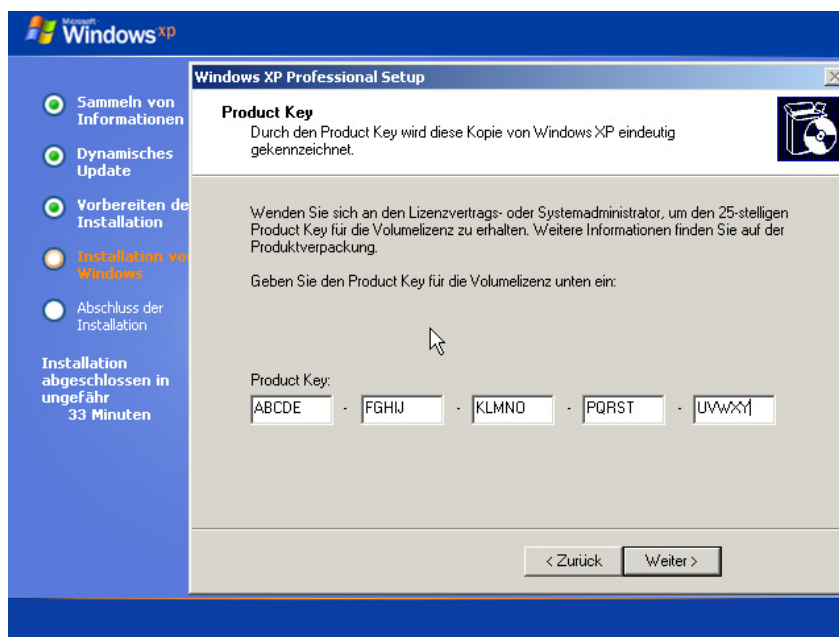 Microsoft
Windows xp
Windows XP Professional Setup
Sammeln von
Informationen
Dynamisches
Update
Vorbereiten de
Installation
Installation vo
Windows
Abschluss der
Installation
Installation
abgeschlossen in
ungefähr
33 Minuten
Product Key
Durch den Product Key wird diese Kopie von Windows XP eindeutig
gekennzeichnet.
Wenden Sie sich an den Lizenzvertrags- oder Systemadministrator, um den 25-stelligen
Product Key für die Volumelizenz zu erhalten. Weitere Informationen finden Sie auf der
Produktverpackung.
Geben Sie den Product Key für die Volumelizenz unten ein:
Product Key:
ABCDE - FGHIJ - KLMNO - PQRST - UVWXY
< Zurück Weiter >